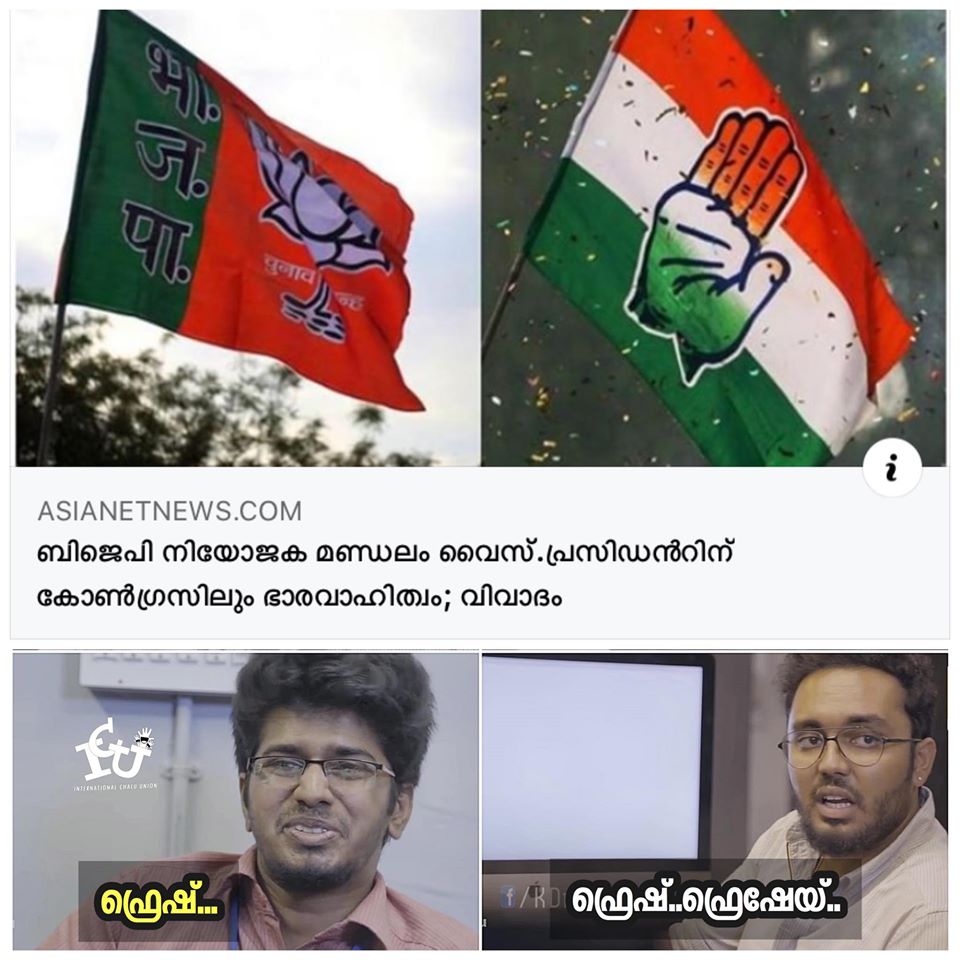 भा.
ज.
पा.
चुनाव
ASIANETNEWS.COM
ബിജെപി നിയോജക മണ്ഡലം വൈസ്.പ്രസിഡൻറിന്
കോൺഗ്രസിലും ഭാരവാഹിത്വം; വിവാദം
ICU
INTERNATIONAL CHALU UNION
ഫ്രെഷ്...
ഫ്രെഷ്..ഫ്രെഷേയ്..